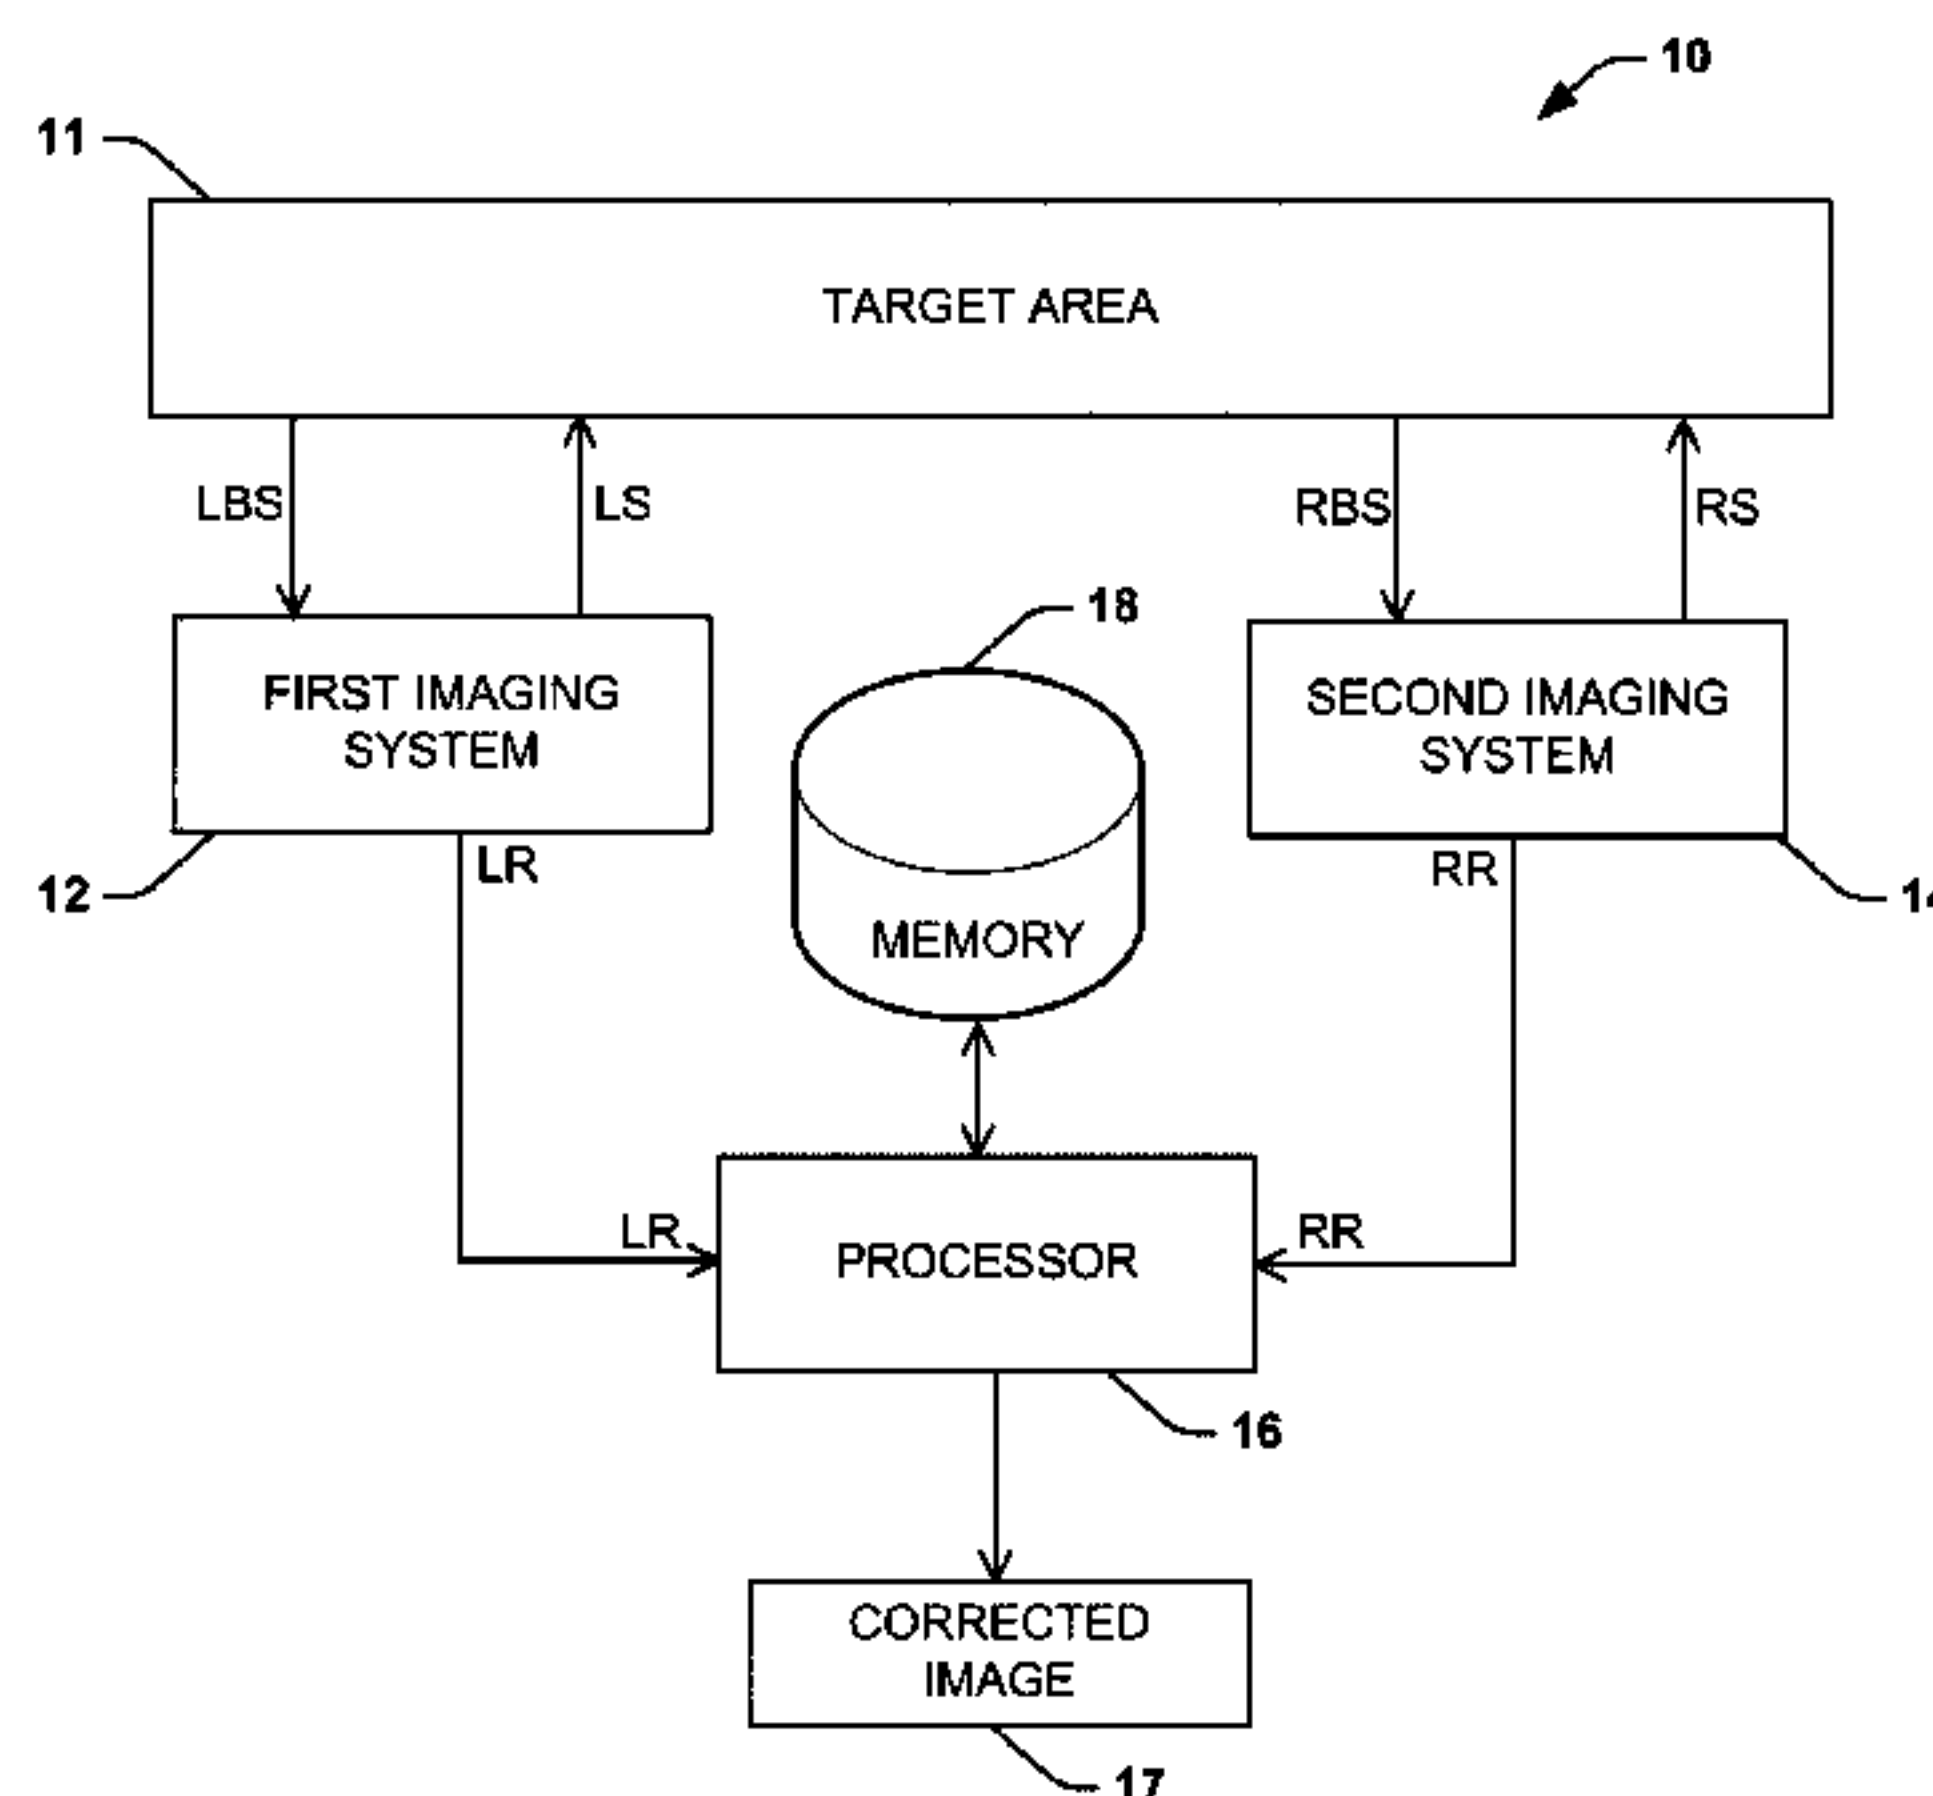 10
11
TARGET AREA
LBS
LS
RBS
RS
18
FIRST IMAGING
SYSTEM
SECOND IMAGING
SYSTEM
12
LR
MEMORY
RR
14
LR
PROCESSOR
RR
16
CORRECTED
IMAGE
17